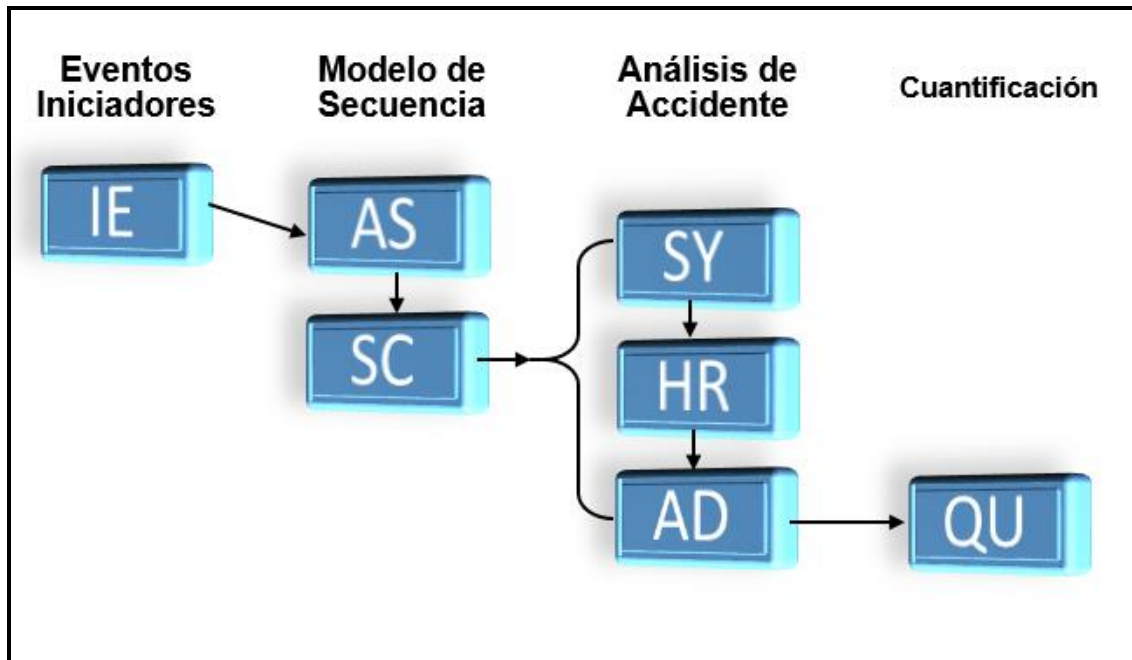 Eventos
Iniciadores
Modelo de
Secuencia
Análisis de
Accidente
Cuantificación
IE
AS
SC
SY
HR
AD
QU